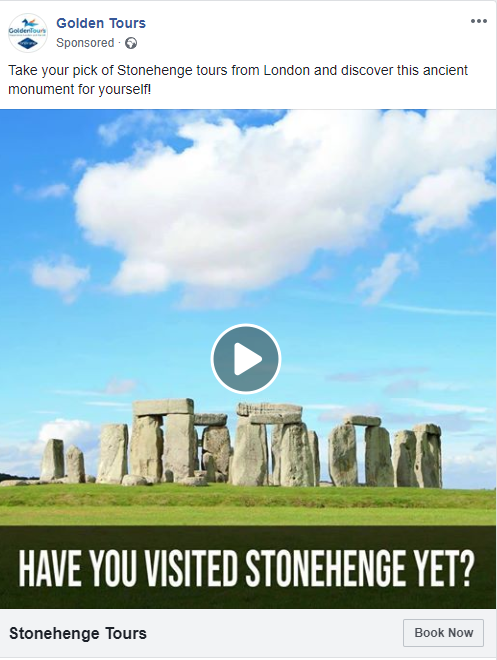 GoldenTours
Golden Tours
Sponsored ·
Take your pick of Stonehenge tours from London and discover this ancient
monument for yourself!
HAVE YOU VISITED STONEHENGE YET?
Stonehenge Tours
Book Now